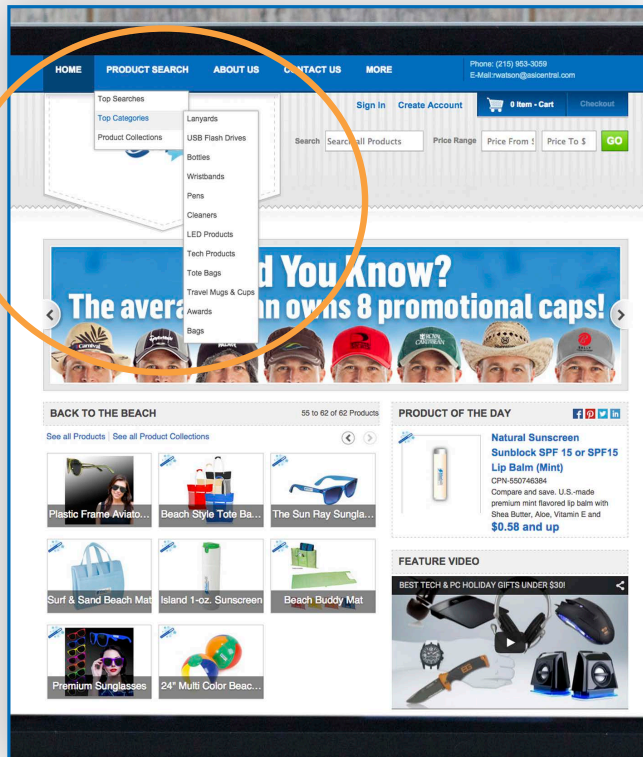 HOME PRODUCT SEARCH ABOUT US CONTACT US MORE
Phone: (215) 953-3059
E-Mail:rwatson@asicentral.com
Top Searches
Top Categories
Product Collections
Lanyards
USB Flash Drives
Bottles
Wristbands
Pens
Cleaners
LED Products
Tech Products
Tote Bags
Travel Mugs & Cups
Awards
Bags
Sign In Create Account 0 Item - Cart Checkout
Search Search all Products Price Range Price From $ Price To $ GO
d You Know?
The avera an owns 8 promotional caps!
Carnival
TaylorMade
ROYAL CARIBBEAN
BACK TO THE BEACH 55 to 62 of 62 Products
See all Products See all Product Collections
Plastic Frame Aviato...
Beach Style Tote Ba...
The Sun Ray Sungla...
Surf & Sand Beach Mat
Island 1-oz. Sunscreen
Beach Buddy Mat
Premium Sunglasses
24" Multi Color Beac...
PRODUCT OF THE DAY
Natural Sunscreen
Sunblock SPF 15 or SPF15
Lip Balm (Mint)
CPN-550746384
Compare and save. U.S.-made
premium mint flavored lip balm with
Shea Butter, Aloe, Vitamin E and
$0.58 and up
FEATURE VIDEO
BEST TECH & PC HOLIDAY GIFTS UNDER $30!